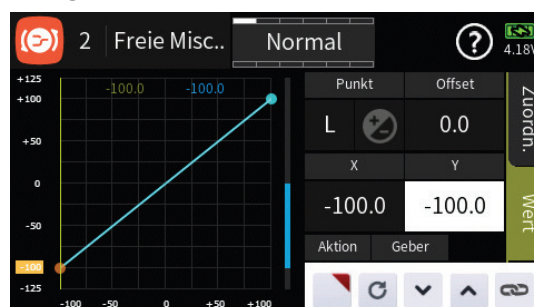 2 Freie Misc.. Normal ? 4.18V
+125
+100
+50
0
-50
-100
-125
-100.0 -100.0
-100 -50 0 +50 +100
Punkt Offset
L 0.0
X Y
-100.0 -100.0
Aktion Geber
Zuordn.
Wert